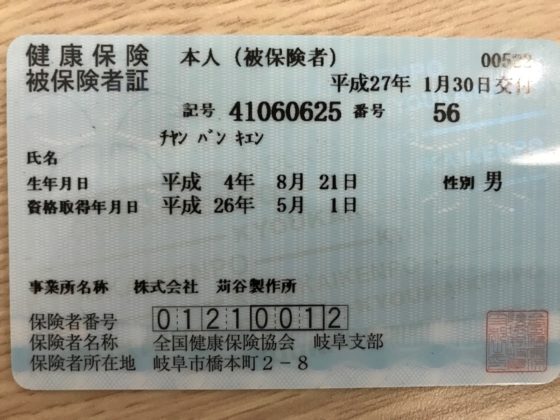 健康保険 本人（被保険者） 00522
被保険者証 平成27年 1月30日交付
記号 41060625 番号 56
ﾁﾔﾝ ﾊﾞﾝ ｷｴﾝ
氏名
生年月日 平成 4年 8月 21日 性別 男
資格取得年月日 平成 26年 5月 1日
事業所名称 株式会社 苅谷製作所
保険者番号 01210012
保険者名称 全国健康保険協会 岐阜支部
保険者所在地 岐阜市橋本町２－８